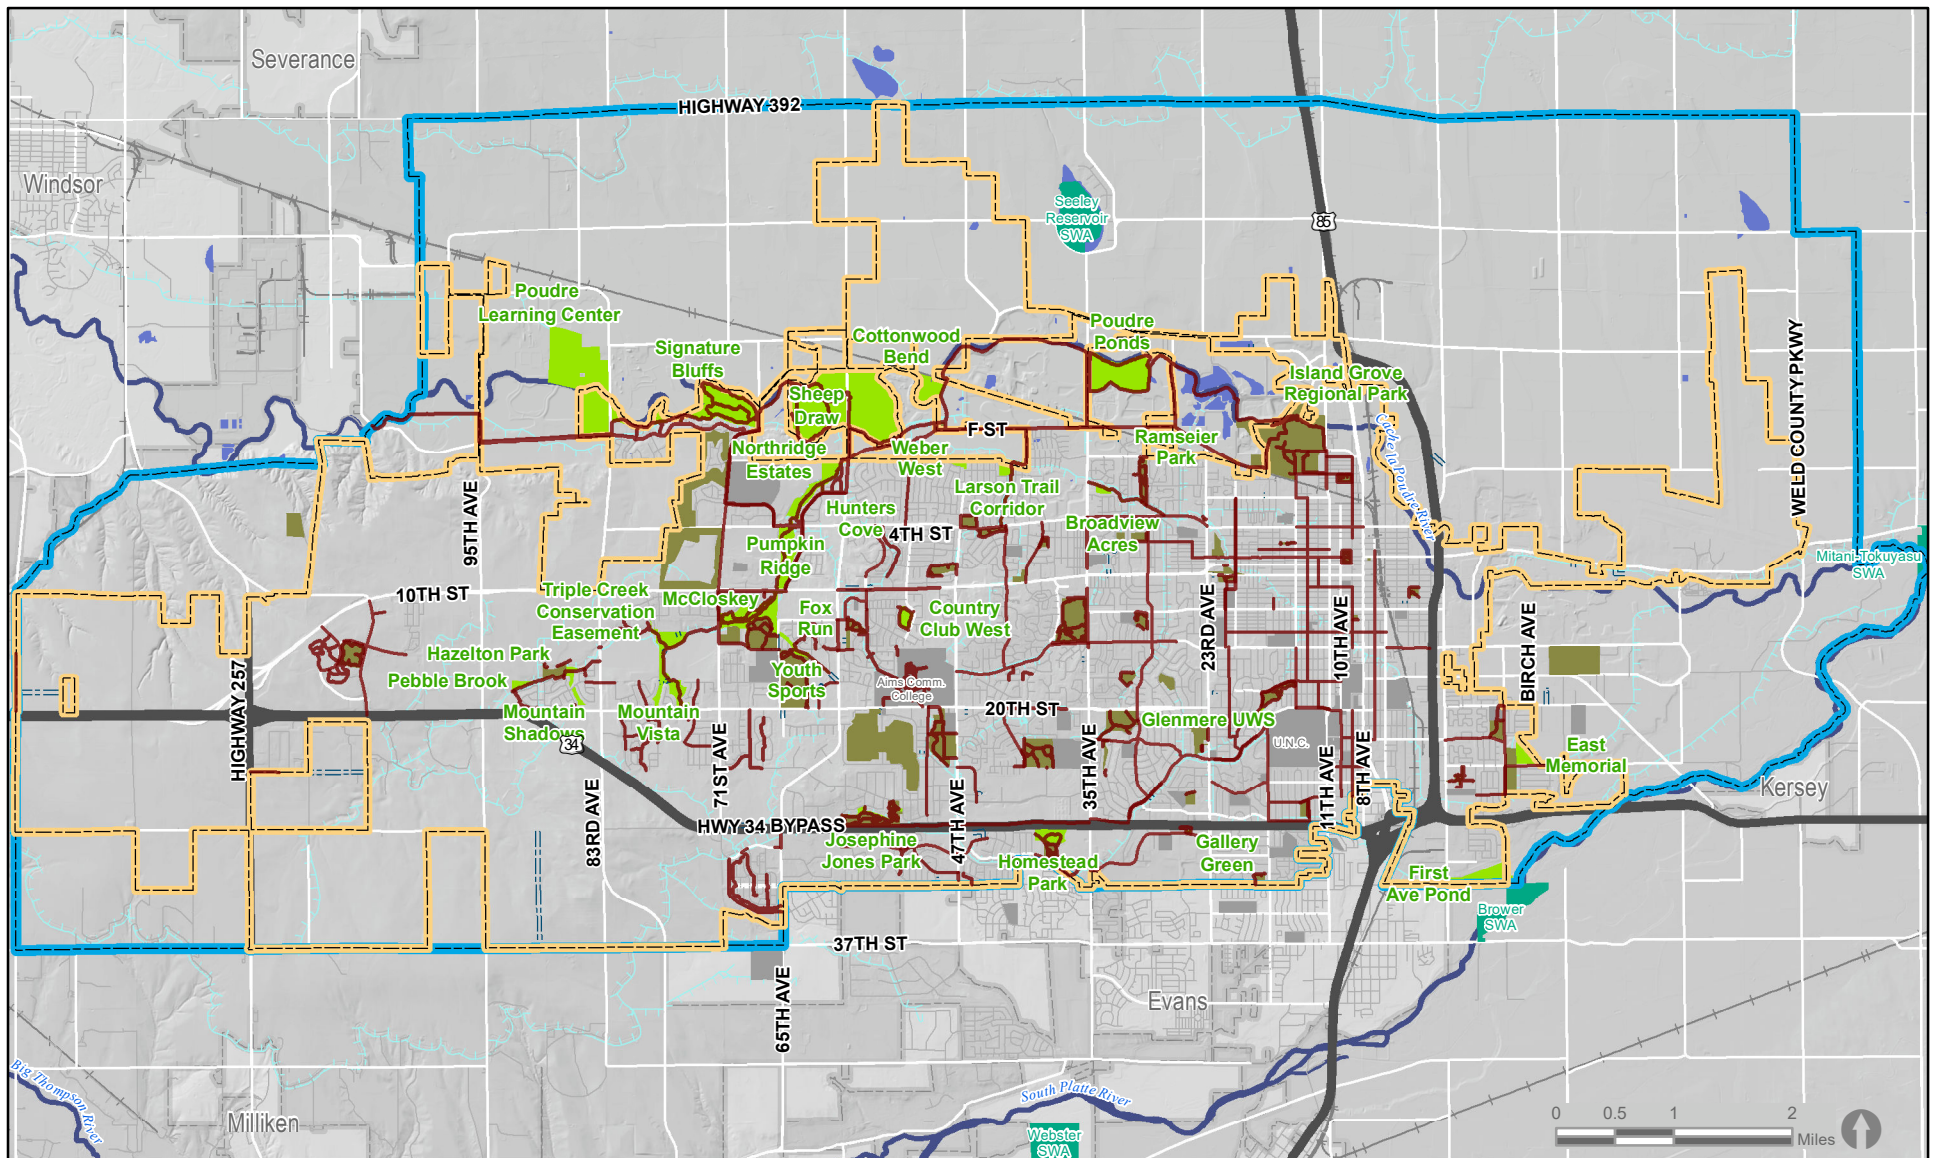 Severance
HIGHWAY 392
Windsor
Seeley
Reservoir
SWA
85
Poudre
Learning Center
Signature
Bluffs
Cottonwood
Bend
Poudre
Ponds
Island Grove
Regional Park
Sheep
Draw
F ST
Cache la Poudre River
WELD COUNTY PKWY
Northridge
Estates
Weber
West
Ramseier
Park
95TH AVE
Larson Trail
Corridor
Hunters
Cove
4TH ST
Broadview
Acres
Pumpkin
Ridge
Mitani-Tokuyasu
SWA
10TH ST
Triple Creek
Conservation
Easement
McCloskey
Fox
Run
Country
Club West
23RD AVE
10TH AVE
BIRCH AVE
Hazelton Park
Pebble Brook
Youth
Sports
Aims Comm.
College
HIGHWAY 257
Mountain
Shadows
Mountain
Vista
20TH ST
Glenmere UWS
U.N.C.
34
71ST AVE
35TH AVE
11TH AVE
8TH AVE
East
Memorial
Kersey
83RD AVE
HWY 34 BYPASS
47TH AVE
Josephine
Jones Park
Homestead
Park
Gallery
Green
First
Ave Pond
Brower
SWA
37TH ST
65TH AVE
Evans
Big Thompson River
Milliken
South Platte River
Webster
SWA
0 0.5 1 2
Miles